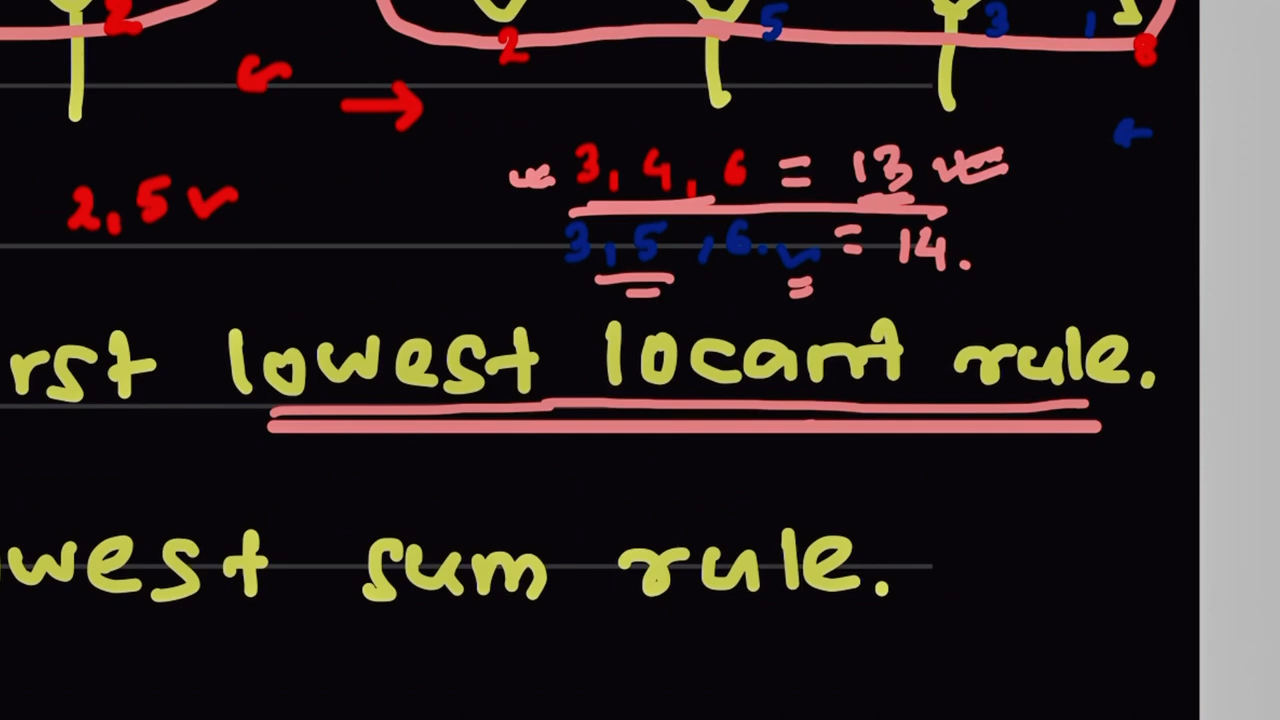 2 2 5 3 1 8
3, 4, 6 = 13
2, 5
3, 5, 6. = 14.
rst lowest locant rule.
west sum rule.